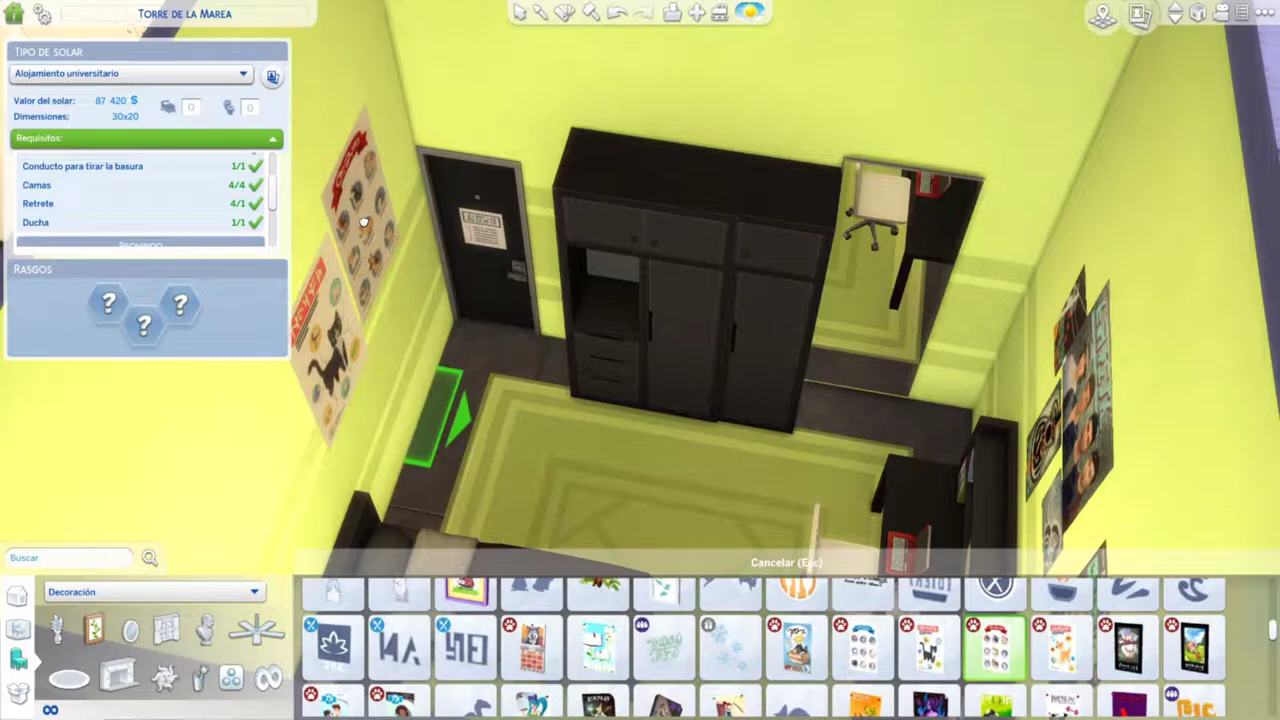 TORRE DE LA MAREA
TIPO DE SOLAR
Alojamiento universitario
Valor del solar: 87 420 $ 0 0
Dimensiones: 30x20
Requisitos:
Conducto para tirar la basura 1/1
Camas 4/4
Retrete 4/1
Ducha 1/1
PROHIBIDO
RASGOS
? ? ?
Buscar
Cancelar (Esc)
Decoración